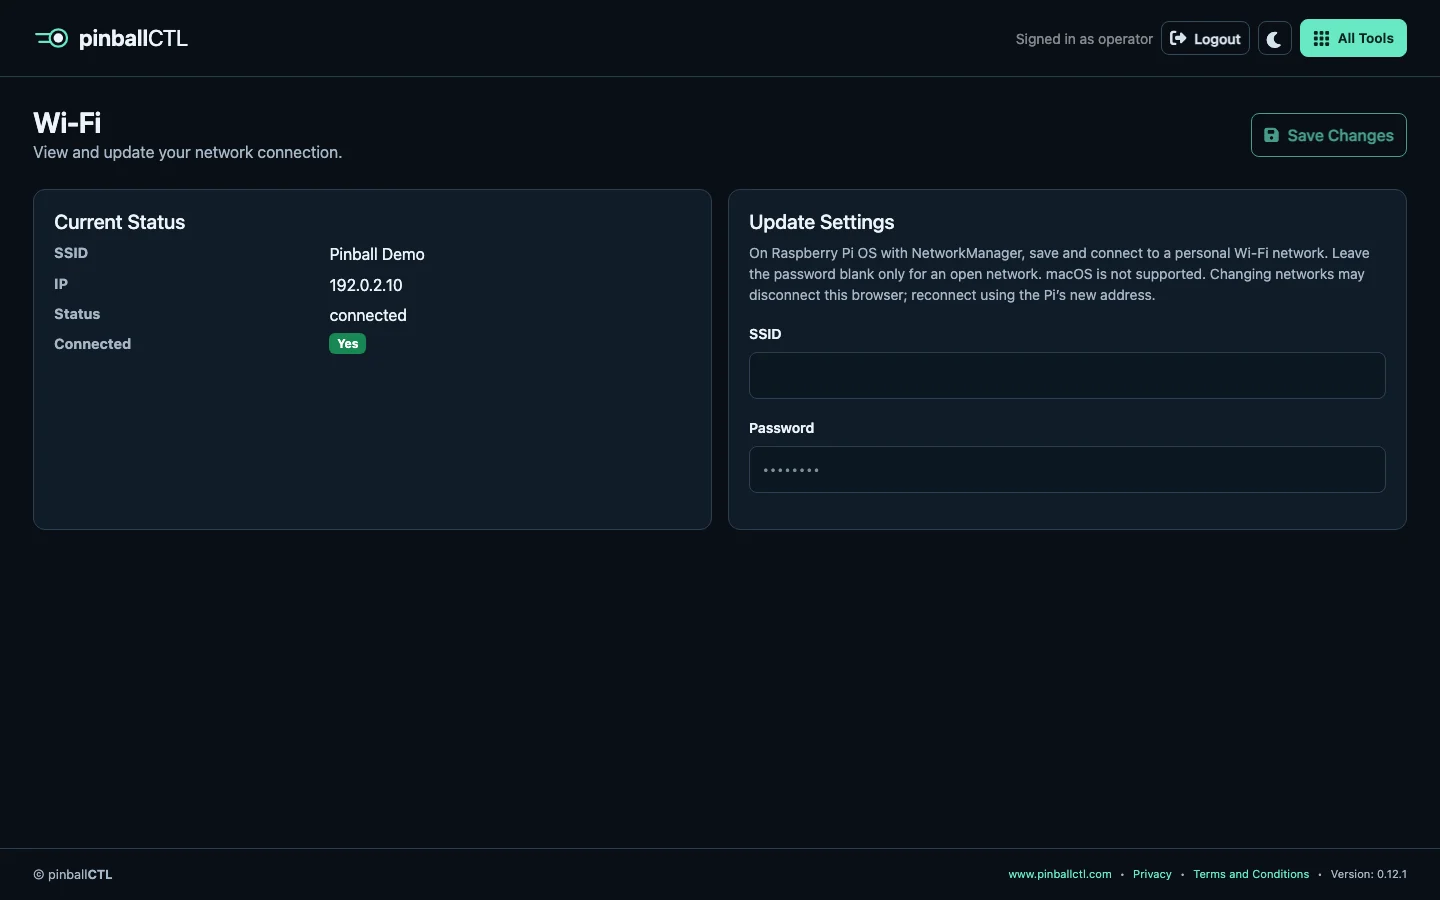 pinballCTL
Signed in as operator
Logout
All Tools
Wi-Fi
View and update your network connection.
Save Changes
Current Status
SSID Pinball Demo
IP 192.0.2.10
Status connected
Connected Yes
Update Settings
On Raspberry Pi OS with NetworkManager, save and connect to a personal Wi-Fi network. Leave
the password blank only for an open network. macOS is not supported. Changing networks may
disconnect this browser; reconnect using the Pi’s new address.
SSID
Password
••••••••
© pinballCTL
www.pinballctl.com • Privacy • Terms and Conditions • Version: 0.12.1